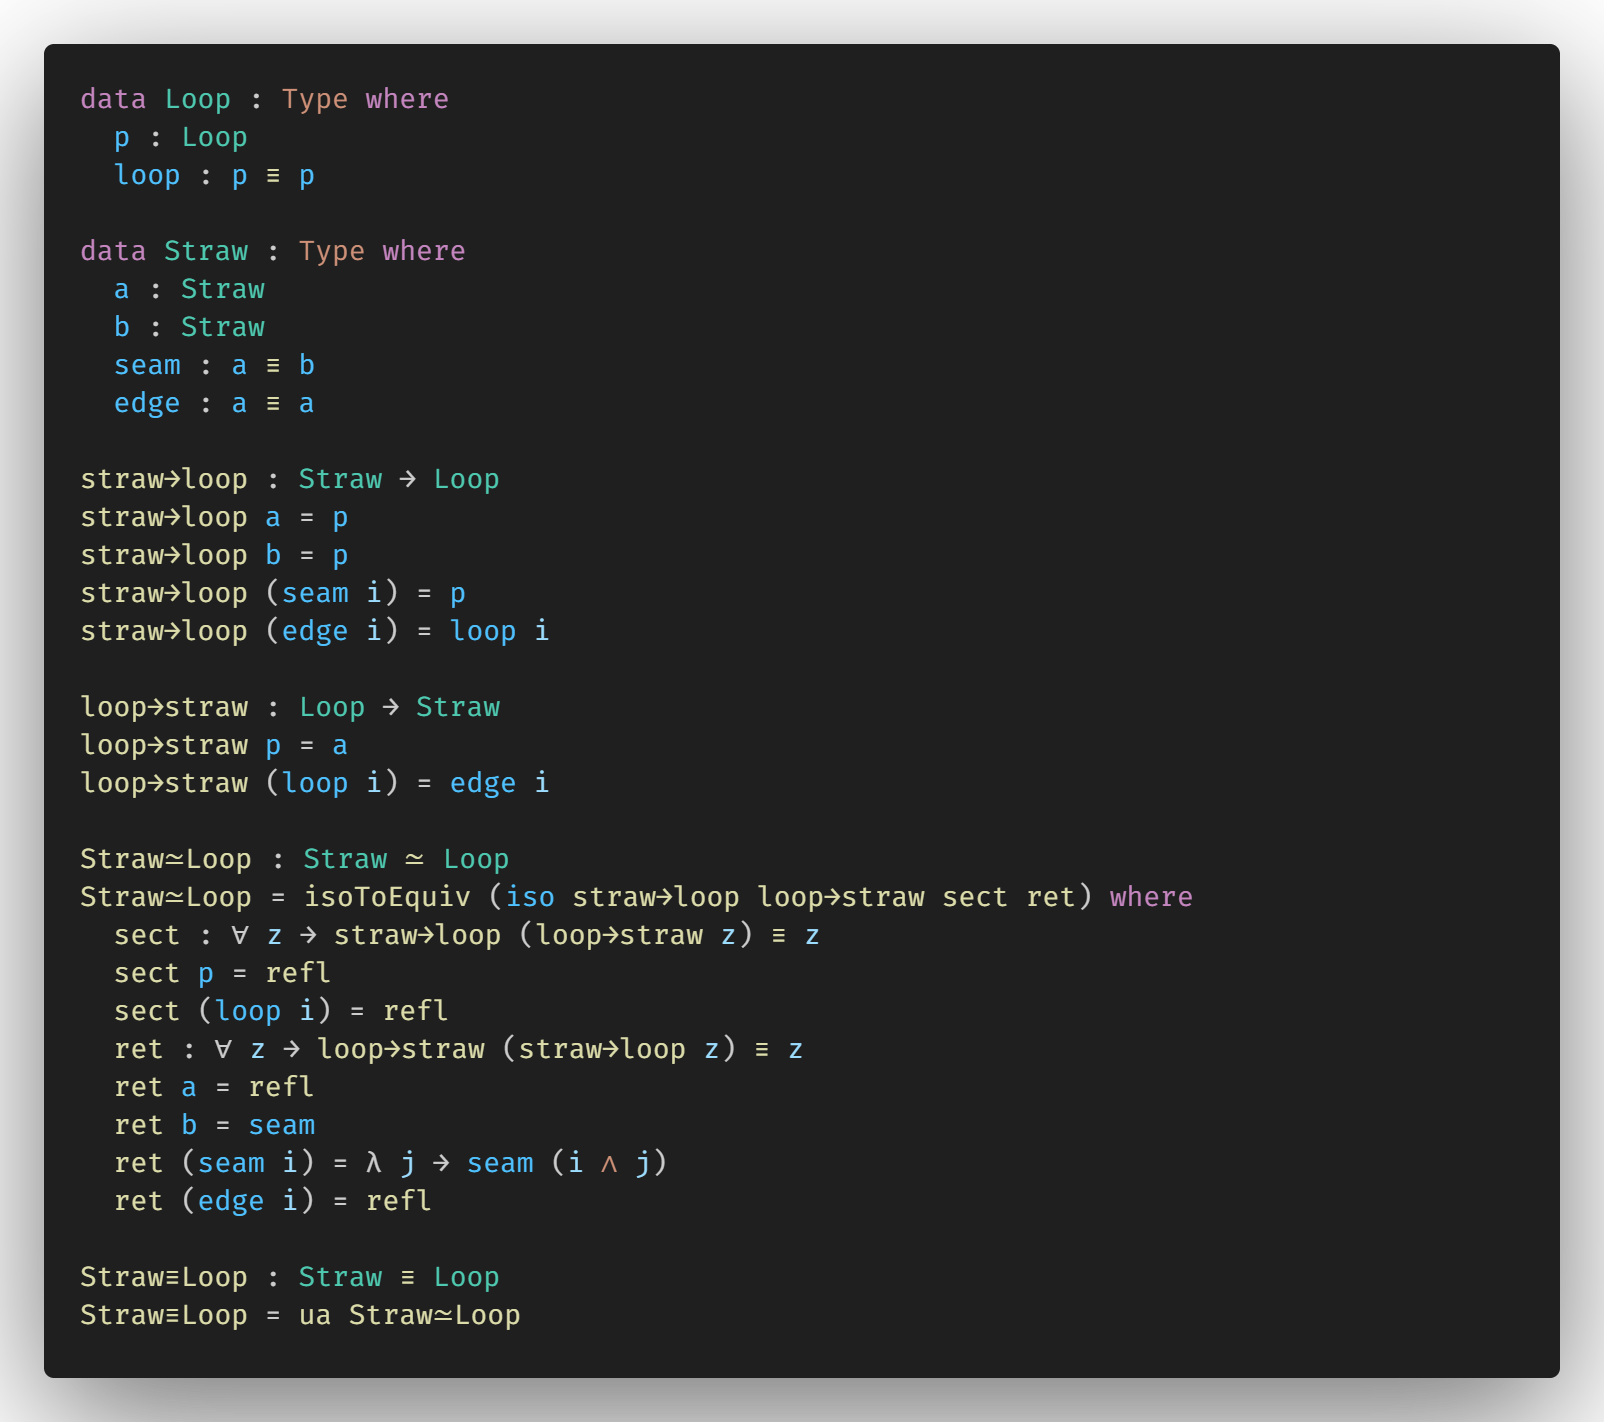 data Loop : Type where
  p : Loop
  loop : p ≡ p

data Straw : Type where
  a : Straw
  b : Straw
  seam : a ≡ b
  edge : a ≡ a

straw→loop : Straw → Loop
straw→loop a = p
straw→loop b = p
straw→loop (seam i) = p
straw→loop (edge i) = loop i

loop→straw : Loop → Straw
loop→straw p = a
loop→straw (loop i) = edge i

Straw≃Loop : Straw ≃ Loop
Straw≃Loop = isoToEquiv (iso straw→loop loop→straw sect ret) where
  sect : ∀ z → straw→loop (loop→straw z) ≡ z
  sect p = refl
  sect (loop i) = refl
  ret : ∀ z → loop→straw (straw→loop z) ≡ z
  ret a = refl
  ret b = seam
  ret (seam i) = λ j → seam (i ∧ j)
  ret (edge i) = refl

Straw≡Loop : Straw ≡ Loop
Straw≡Loop = ua Straw≃Loop